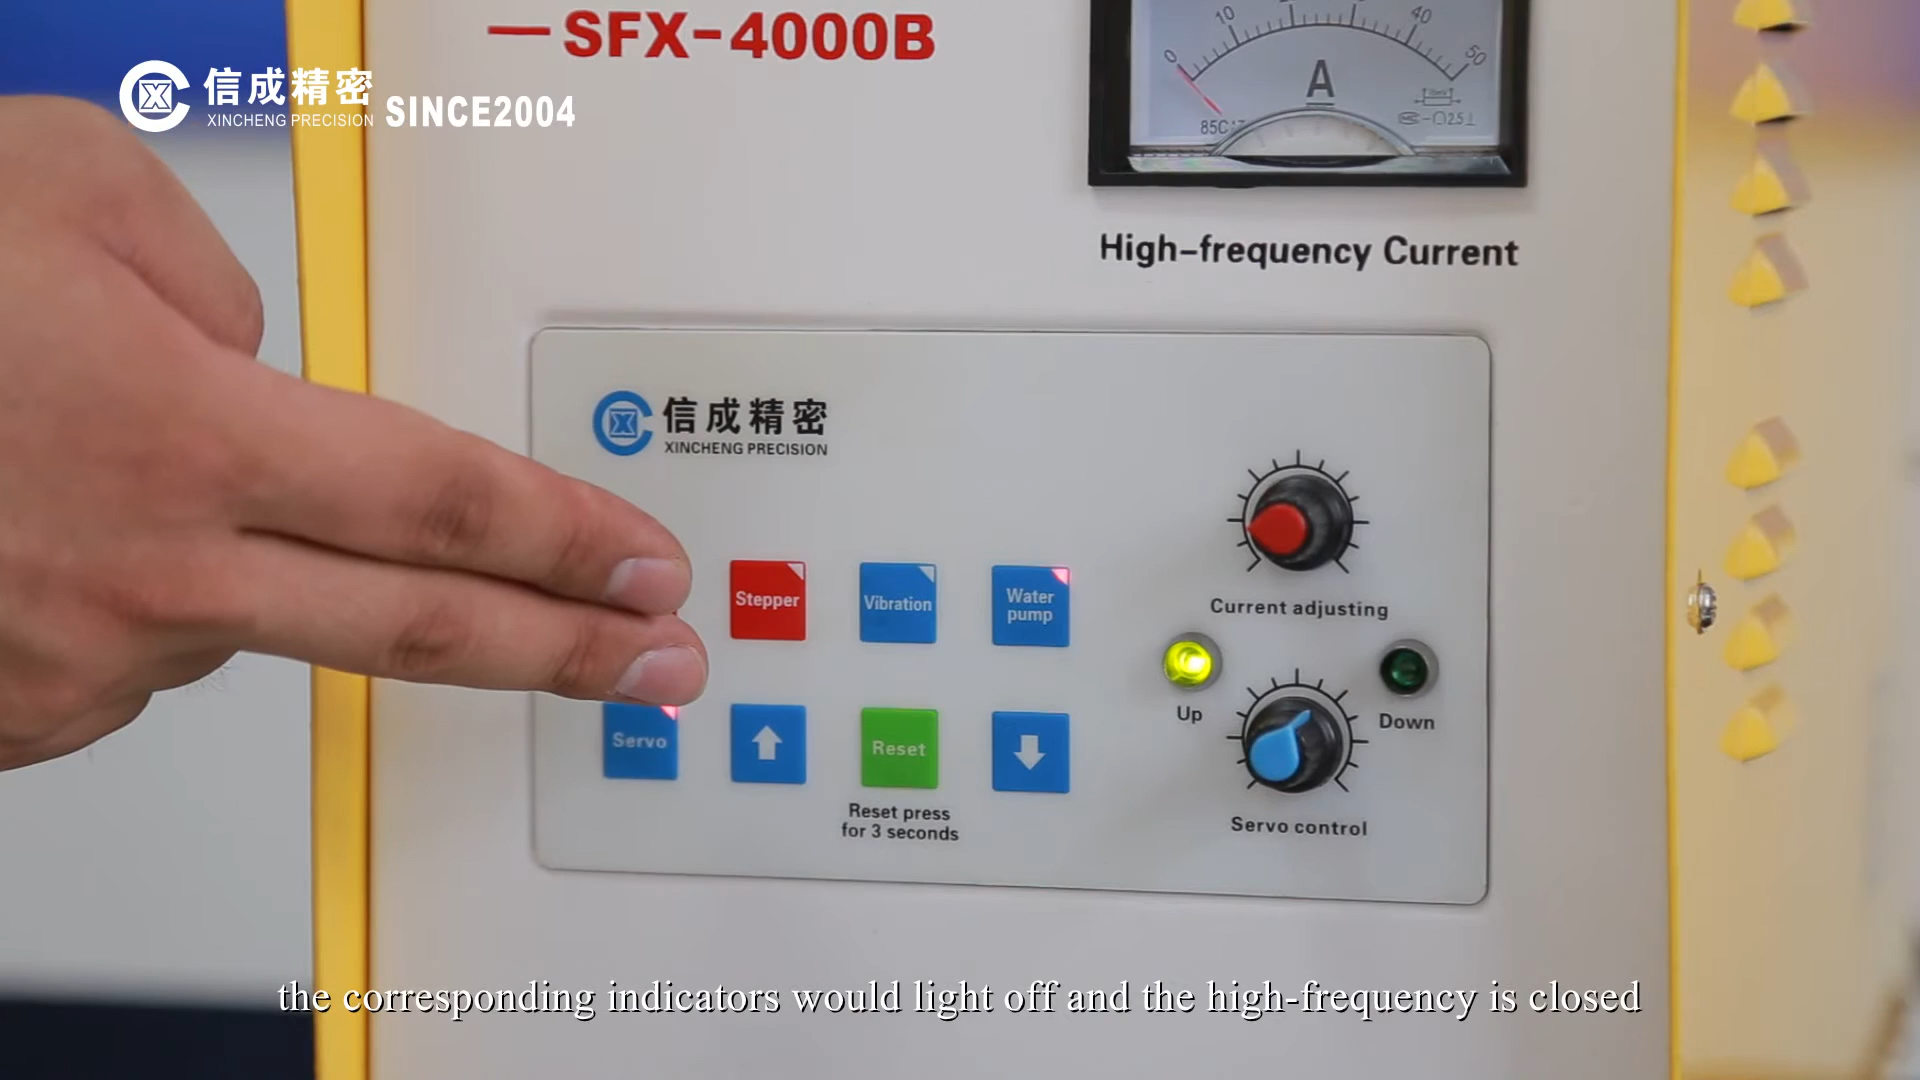 —SFX-4000B
信成精密
XINCHENG PRECISION
SINCE2004
0 10 40 50
A
High-frequency Current
信成精密
XINCHENG PRECISION
Stepper
Vibration
Water pump
Current adjusting
Up
Down
Servo
Reset
Reset press
for 3 seconds
Servo control
the corresponding indicators would light off and the high-frequency is closed